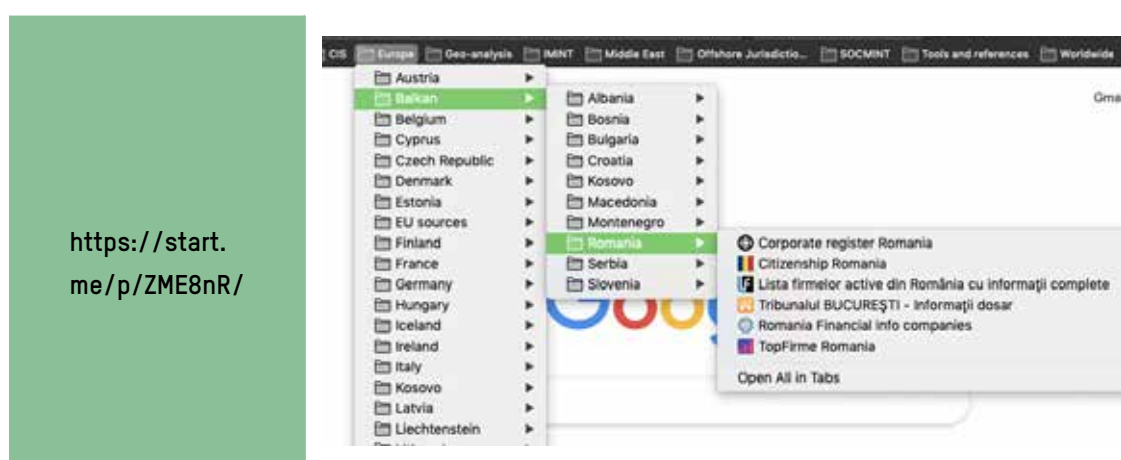 https://start.
me/p/ZME8nR/
CIS Europe Geo-analysis IMINT Middle East Offshore Jurisdictio... SOCMINT Tools and references Worldwide
Gma
Austria
Balkan
Belgium
Cyprus
Czech Republic
Denmark
Estonia
EU sources
Finland
France
Germany
Hungary
Iceland
Ireland
Italy
Kosovo
Latvia
Liechtenstein
Albania
Bosnia
Bulgaria
Croatia
Kosovo
Macedonia
Montenegro
Romania
Serbia
Slovenia
Corporate register Romania
Citizenship Romania
Lista firmelor active din România cu informații complete
Tribunalul BUCUREŞTI - Informaţii dosar
Romania Financial info companies
TopFirme Romania
Open All in Tabs